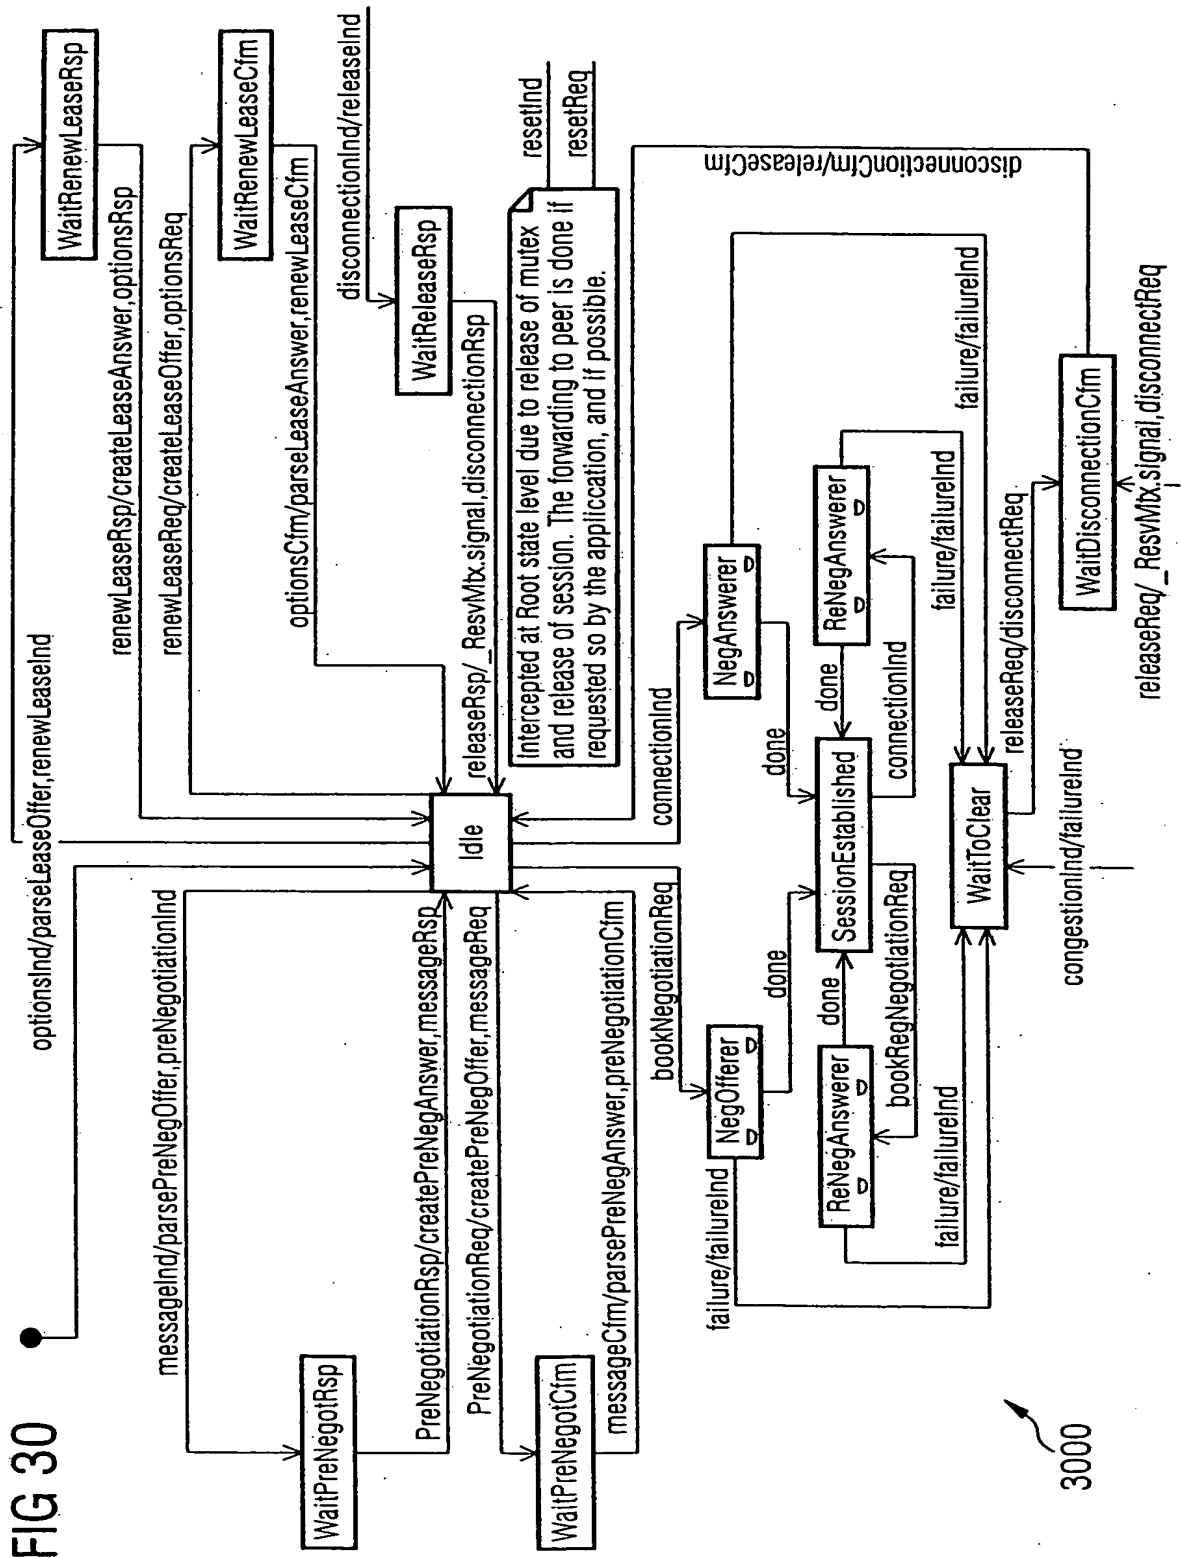 FIG 30
optionsInd/parseLeaseOffer,renewLeaseInd
WaitRenewLeaseRsp
renewLeaseRsp/createLeaseAnswer,optionsRsp
renewLeaseReq/createLeaseOffer,optionsReq
WaitRenewLeaseCfm
optionsCfm/parseLeaseAnswer,renewLeaseCfm
disconnectionInd/releaseInd
WaitReleaseRsp
releaseRsp/_ResvMtx.signal,disconnectionRsp
messageInd/parsePreNegOffer,preNegotiationInd
WaitPreNegotRsp
PreNegotiationRsp/createPreNegAnswer,messageRsp
PreNegotiationReq/createPreNegOffer,messageReq
WaitPreNegotCfm
messageCfm/parsePreNegAnswer,preNegotiationCfm
Idle
Intercepted at Root state level due to release of mutex
and release of session. The forwarding to peer is done if
requested so by the application, and if possible.
resetInd
resetReq
disconnectionCfm/releaseCfm
bookNegotiationReq
connectionInd
NegOfferer
NegAnswerer
failure/failureInd
done
done
failure/failureInd
ReNegAnswerer
done
SessionEstablished
done
ReNegAnswerer
bookRegNegotiationReq
connectionInd
failure/failureInd
failure/failureInd
WaitToClear
releaseReq/disconnectReq
congestionInd/failureInd
WaitDisconnectionCfm
releaseReq/_ResvMtx.signal,disconnectReq
3000